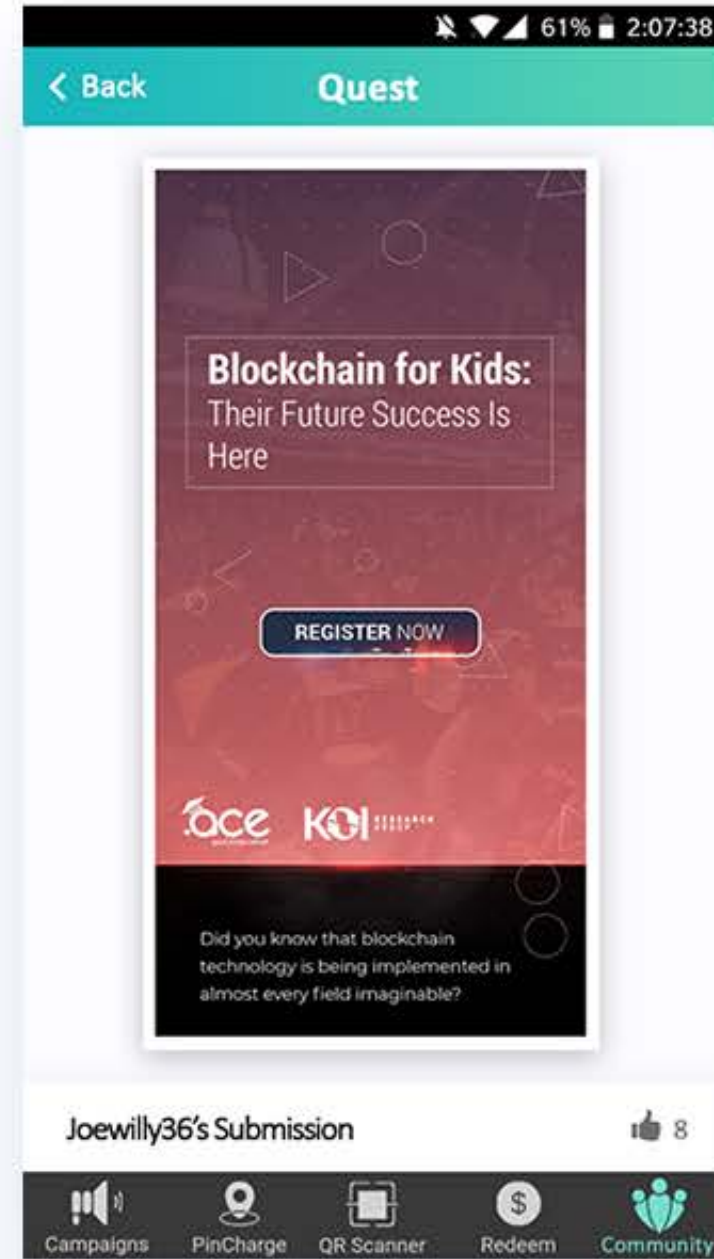 61% 2:07:38
Back
Quest
Blockchain for Kids:
Their Future Success Is
Here
REGISTER NOW
ace KOI RESEARCH
Did you know that blockchain
technology is being implemented in
almost every field imaginable?
Joewilly36's Submission
8
Campaigns PinCharge QR Scanner Redeem Community